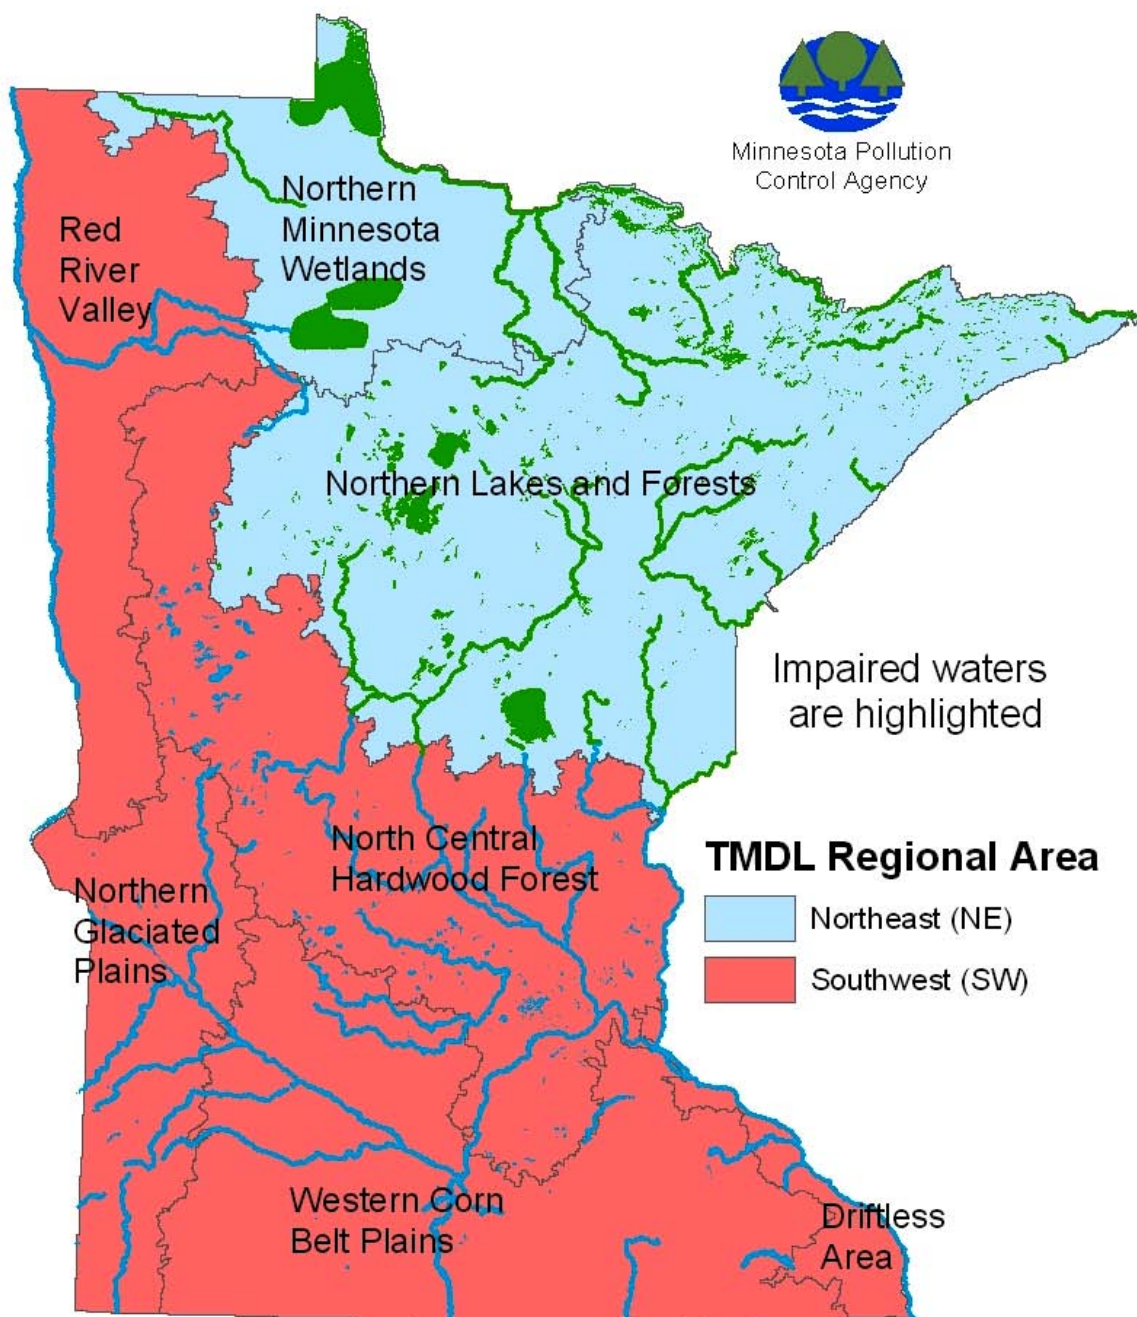 Minnesota Pollution
Control Agency
Northern
Minnesota
Wetlands
Red
River
Valley
Northern Lakes and Forests
Impaired waters
are highlighted
North Central
Hardwood Forest
TMDL Regional Area
Northeast (NE)
Southwest (SW)
Northern
Glaciated
Plains
Western Corn
Belt Plains
Driftless
Area